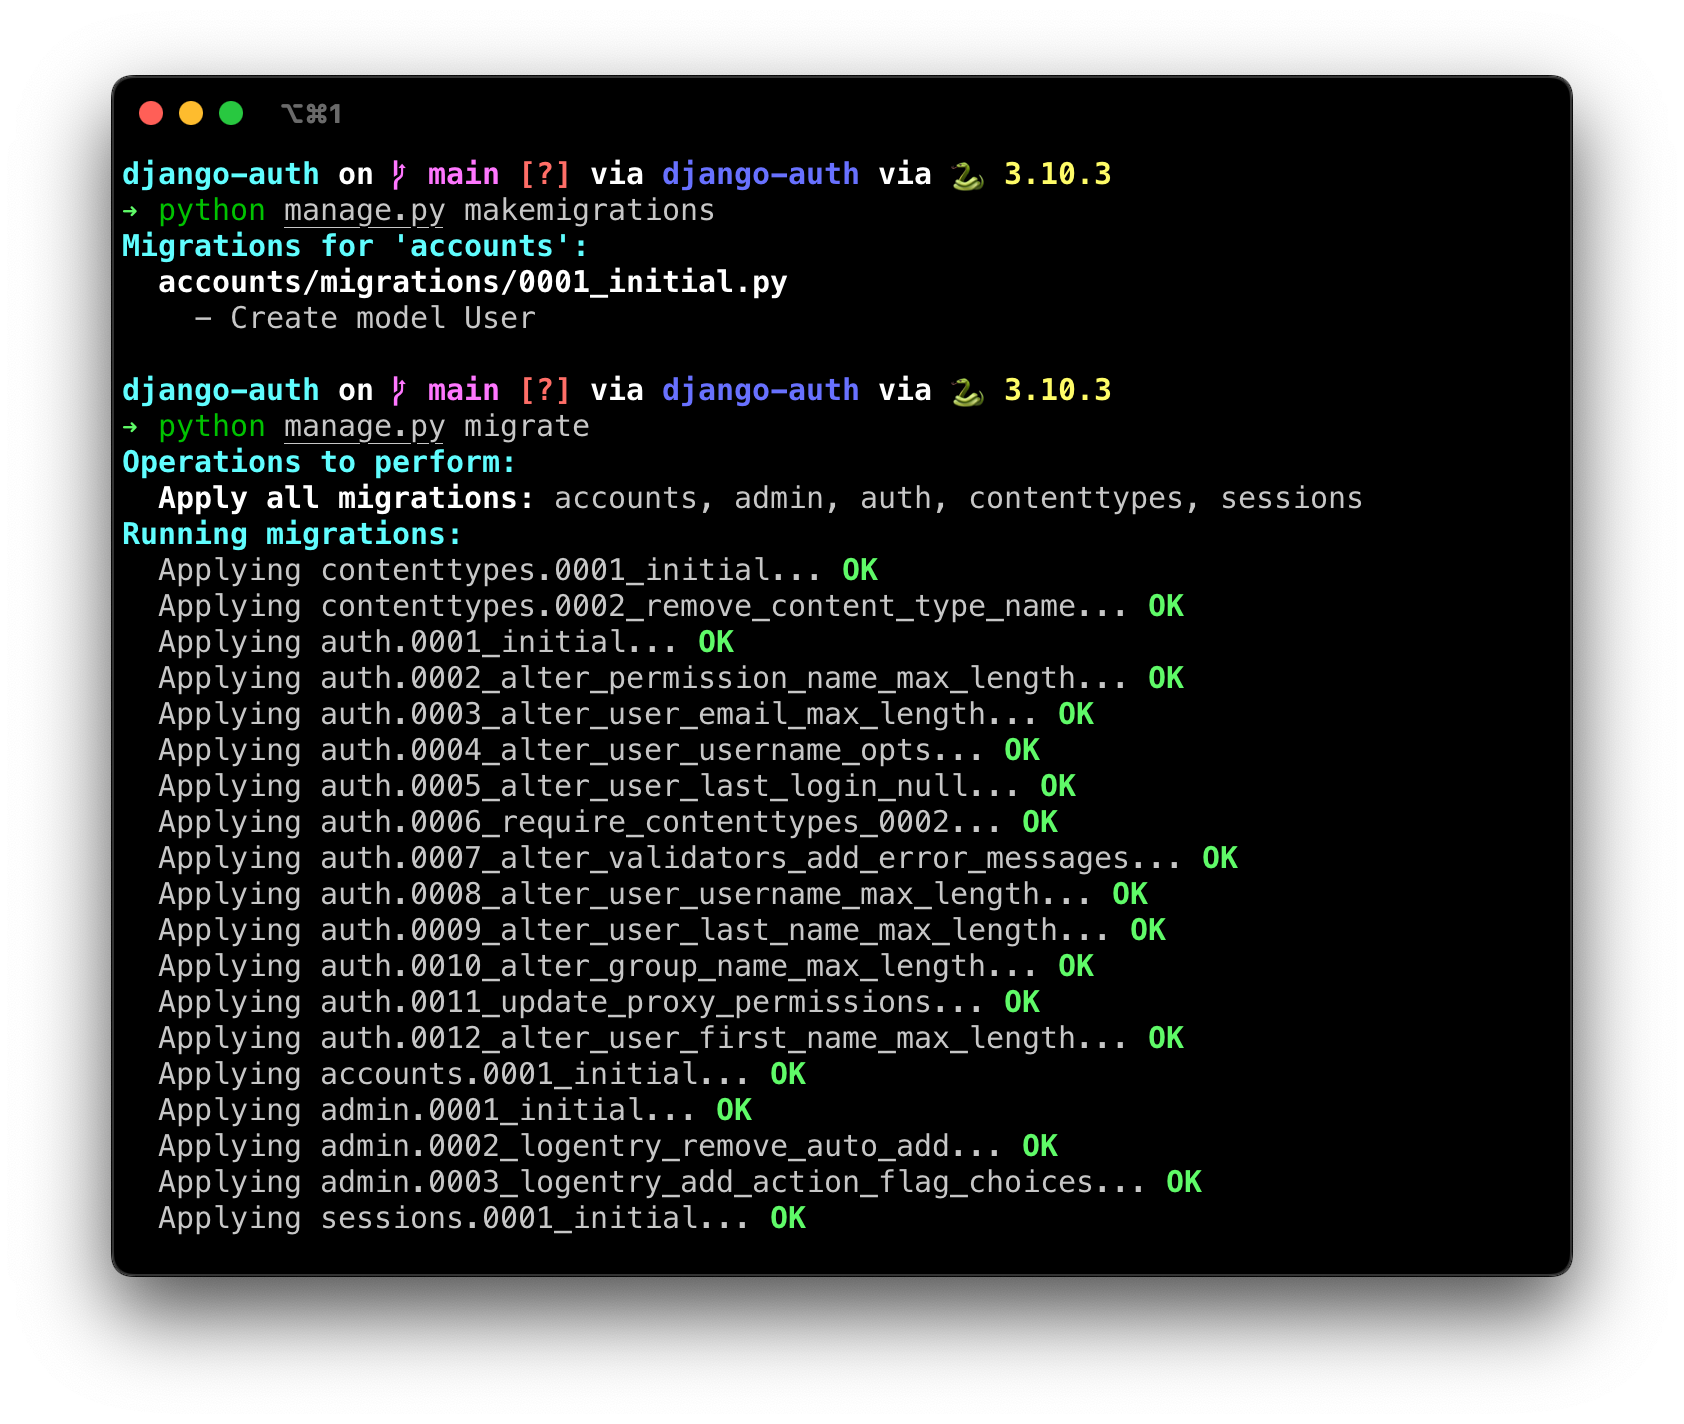 ⌥⌘1
django-auth on main [?] via django-auth via 🐍 3.10.3
→ python manage.py makemigrations
Migrations for 'accounts':
accounts/migrations/0001_initial.py
- Create model User
django-auth on main [?] via django-auth via 🐍 3.10.3
→ python manage.py migrate
Operations to perform:
Apply all migrations: accounts, admin, auth, contenttypes, sessions
Running migrations:
Applying contenttypes.0001_initial... OK
Applying contenttypes.0002_remove_content_type_name... OK
Applying auth.0001_initial... OK
Applying auth.0002_alter_permission_name_max_length... OK
Applying auth.0003_alter_user_email_max_length... OK
Applying auth.0004_alter_user_username_opts... OK
Applying auth.0005_alter_user_last_login_null... OK
Applying auth.0006_require_contenttypes_0002... OK
Applying auth.0007_alter_validators_add_error_messages... OK
Applying auth.0008_alter_user_username_max_length... OK
Applying auth.0009_alter_user_last_name_max_length... OK
Applying auth.0010_alter_group_name_max_length... OK
Applying auth.0011_update_proxy_permissions... OK
Applying auth.0012_alter_user_first_name_max_length... OK
Applying accounts.0001_initial... OK
Applying admin.0001_initial... OK
Applying admin.0002_logentry_remove_auto_add... OK
Applying admin.0003_logentry_add_action_flag_choices... OK
Applying sessions.0001_initial... OK